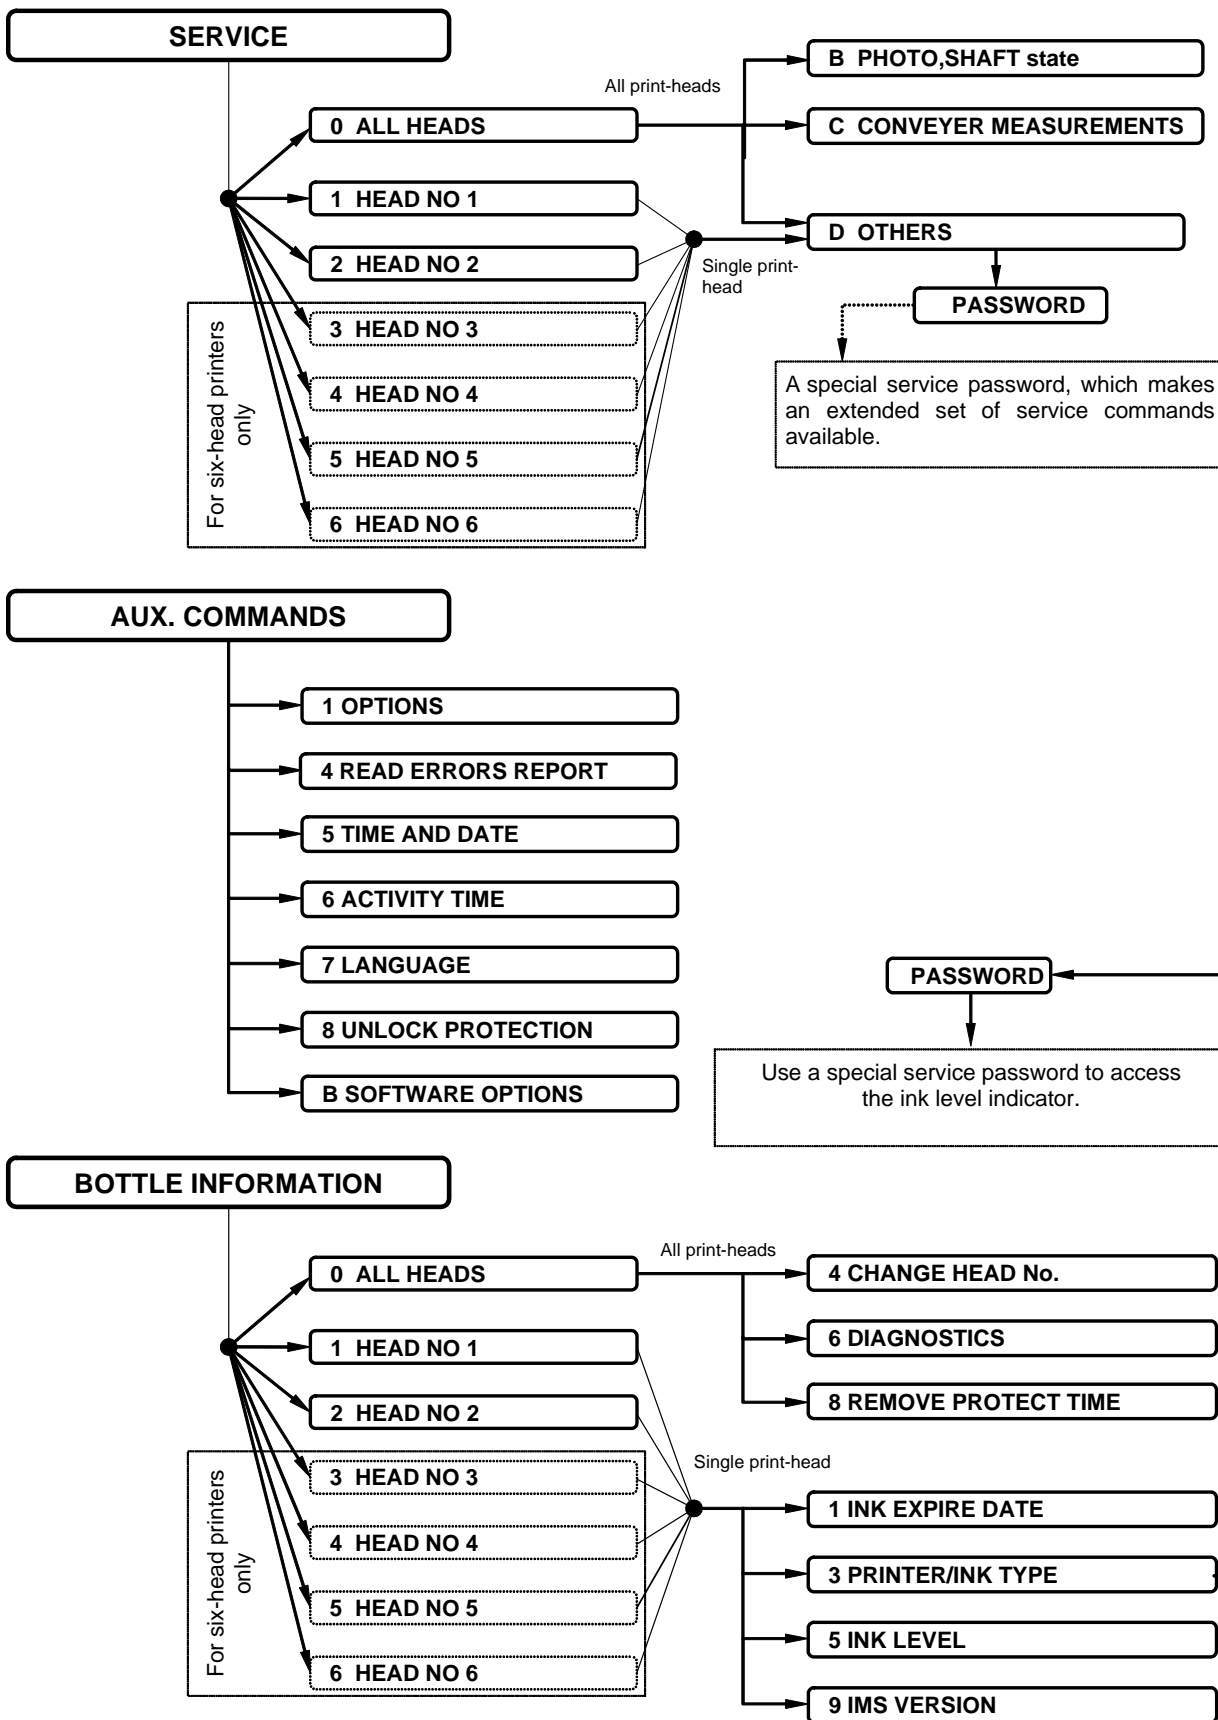 SERVICE
All print-heads
B PHOTO,SHAFT state
0 ALL HEADS
C CONVEYER MEASUREMENTS
1 HEAD NO 1
2 HEAD NO 2
Single print-
head
D OTHERS
PASSWORD
For six-head printers
only
3 HEAD NO 3
4 HEAD NO 4
5 HEAD NO 5
6 HEAD NO 6
A special service password, which makes
an extended set of service commands
available.
AUX. COMMANDS
1 OPTIONS
4 READ ERRORS REPORT
5 TIME AND DATE
6 ACTIVITY TIME
7 LANGUAGE
8 UNLOCK PROTECTION
B SOFTWARE OPTIONS
PASSWORD
Use a special service password to access
the ink level indicator.
BOTTLE INFORMATION
All print-heads
0 ALL HEADS
4 CHANGE HEAD No.
1 HEAD NO 1
6 DIAGNOSTICS
2 HEAD NO 2
8 REMOVE PROTECT TIME
For six-head printers
only
3 HEAD NO 3
4 HEAD NO 4
5 HEAD NO 5
6 HEAD NO 6
Single print-head
1 INK EXPIRE DATE
3 PRINTER/INK TYPE
5 INK LEVEL
9 IMS VERSION